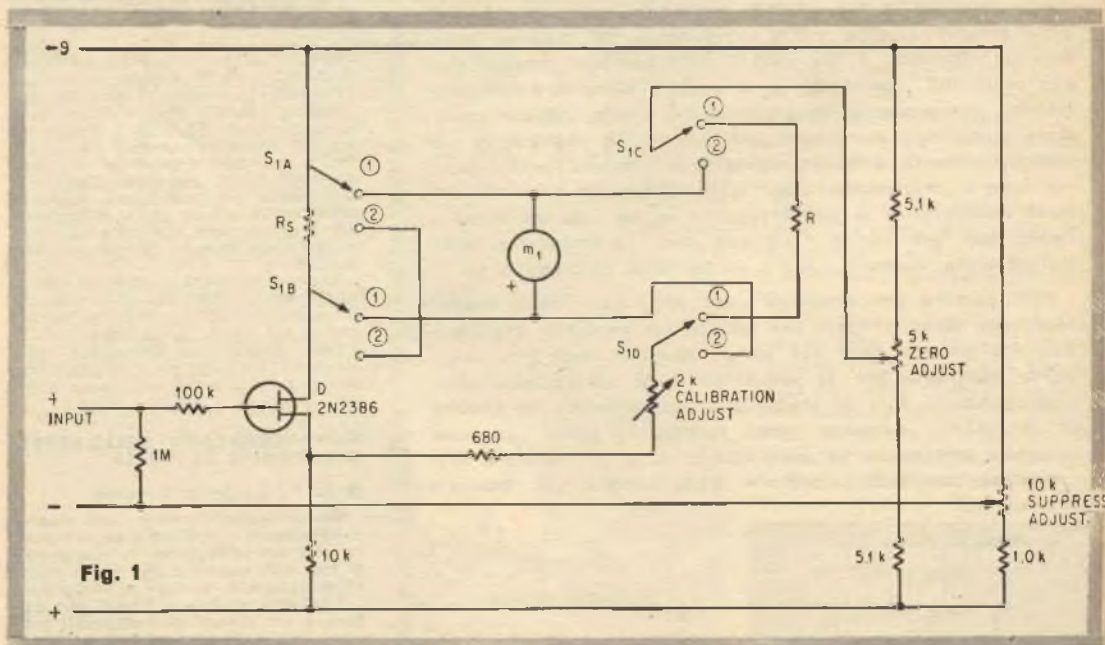 -9
S1A
①
②
RS
S1B
①
②
m1
+
S1C
①
②
R
5.1k
S1D
①
②
5k
ZERO
ADJUST
2k
CALIBRATION
ADJUST
D
2N2386
100k
+
INPUT
1M
680
-
10k
SUPPRESS
ADJUST.
10k
5.1k
1.0k
Fig. 1
+